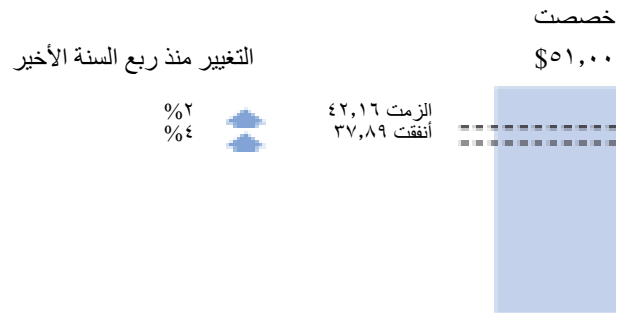 خصصت
$٥١,٠٠
التغيير منذ ربع السنة الأخير
الزمت ٤٢,١٦
%٢
أنفقت ٣٧,٨٩
%٤